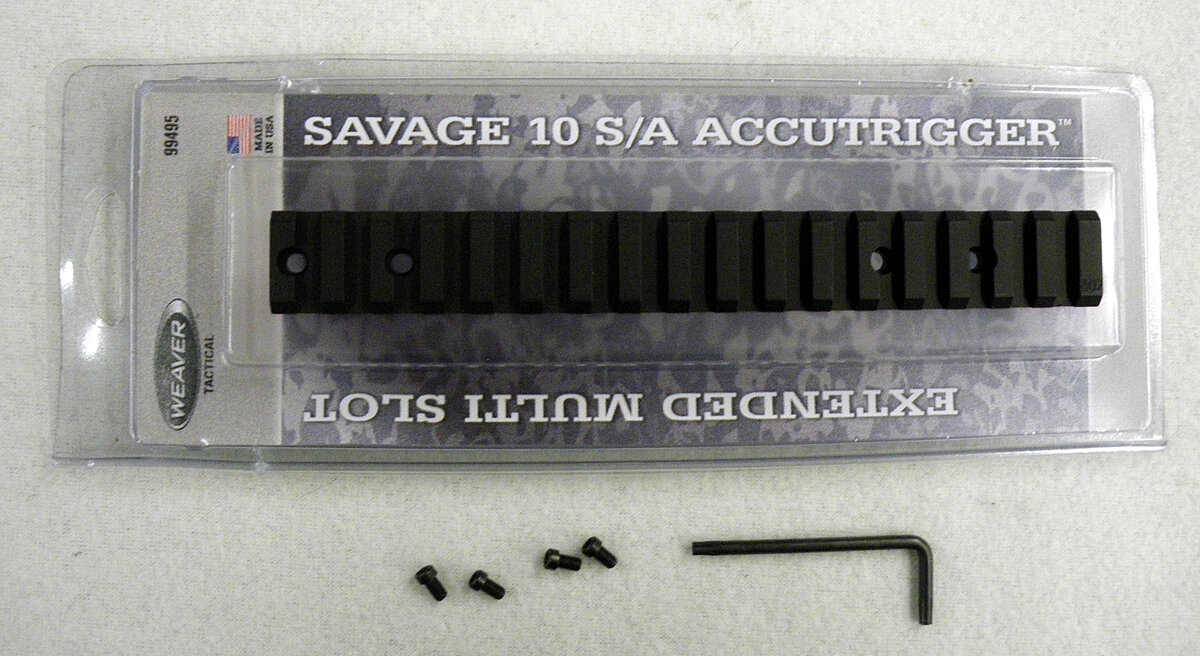 99495
MADE
IN USA
SAVAGE 10 S/A ACCUTRIGGER™
WEAVER
TACTICAL
EXTENDED MULTI SLOT